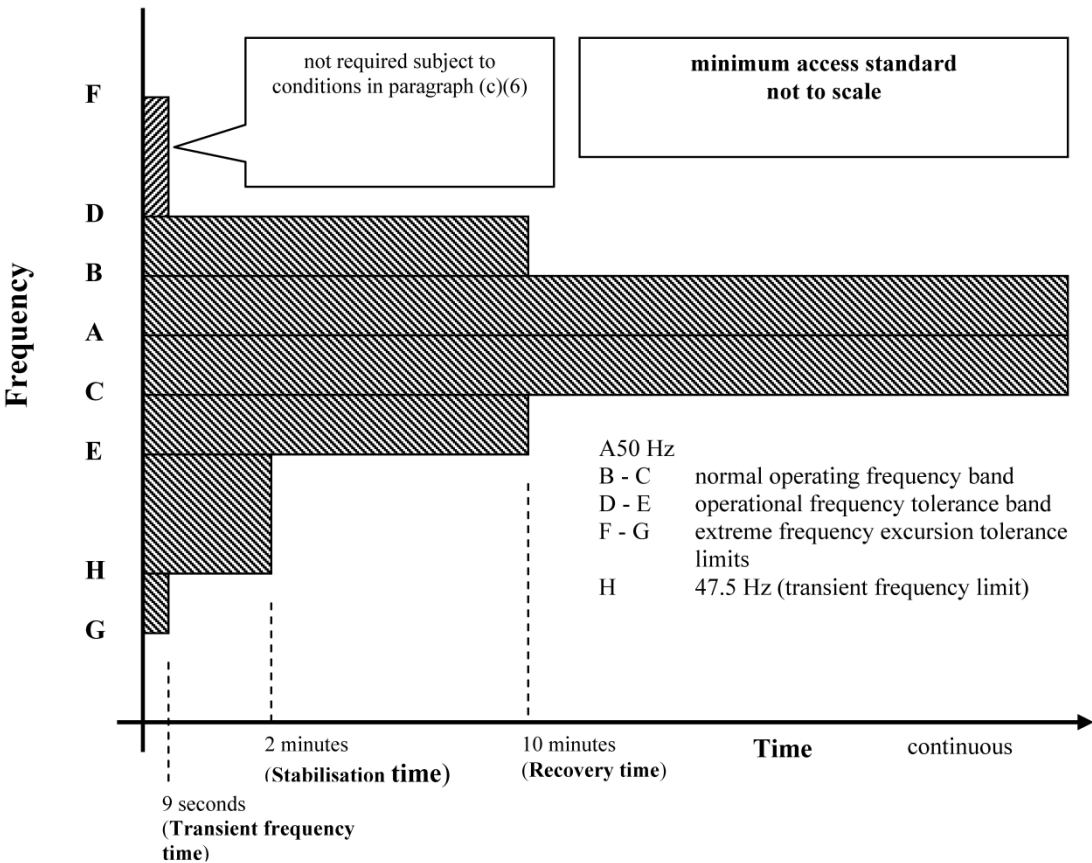 not required subject to
conditions in paragraph (c)(6)
minimum access standard
not to scale
F
D
B
A
C
E
H
G
Frequency
A50 Hz
B - C normal operating frequency band
D - E operational frequency tolerance band
F - G extreme frequency excursion tolerance
limits
H 47.5 Hz (transient frequency limit)
2 minutes
(Stabilisation time)
10 minutes
(Recovery time)
Time
continuous
9 seconds
(Transient frequency
time)